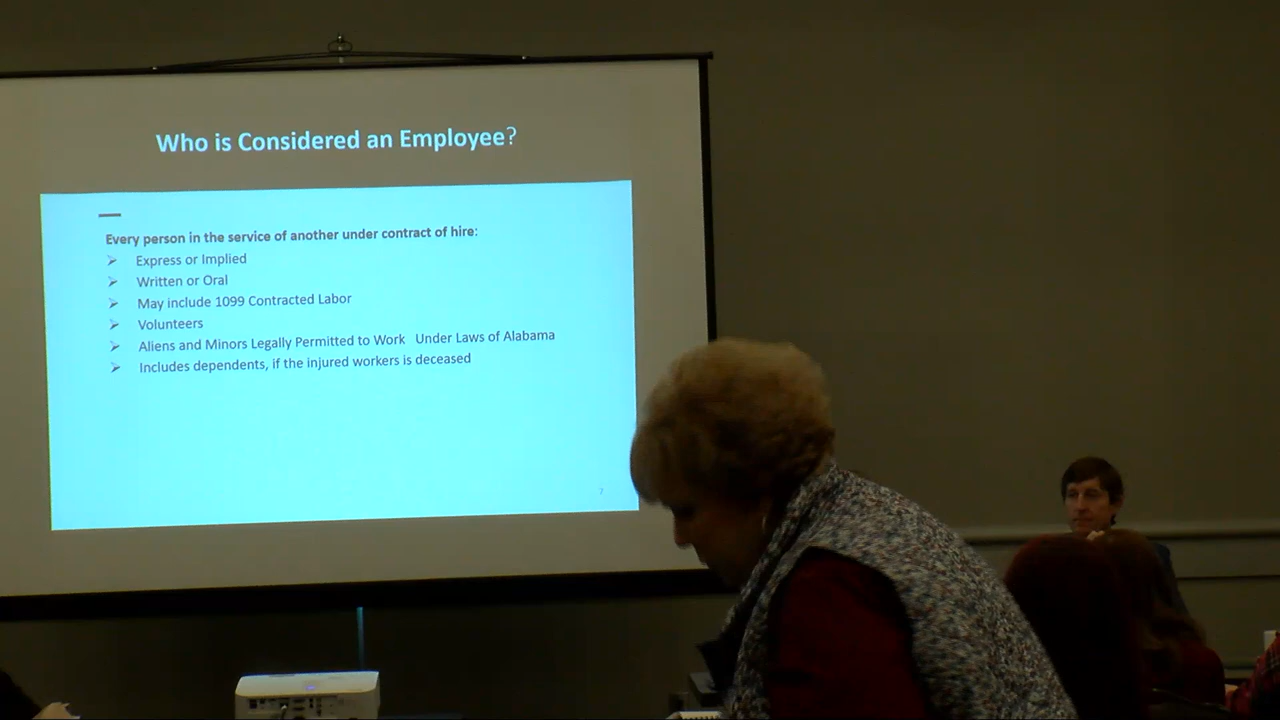 Who is Considered an Employee?
Every person in the service of another under contract of hire:
Express or Implied
Written or Oral
May include 1099 Contracted Labor
Volunteers
Aliens and Minors Legally Permitted to Work Under Laws of Alabama
Includes dependents, if the injured workers is deceased
7